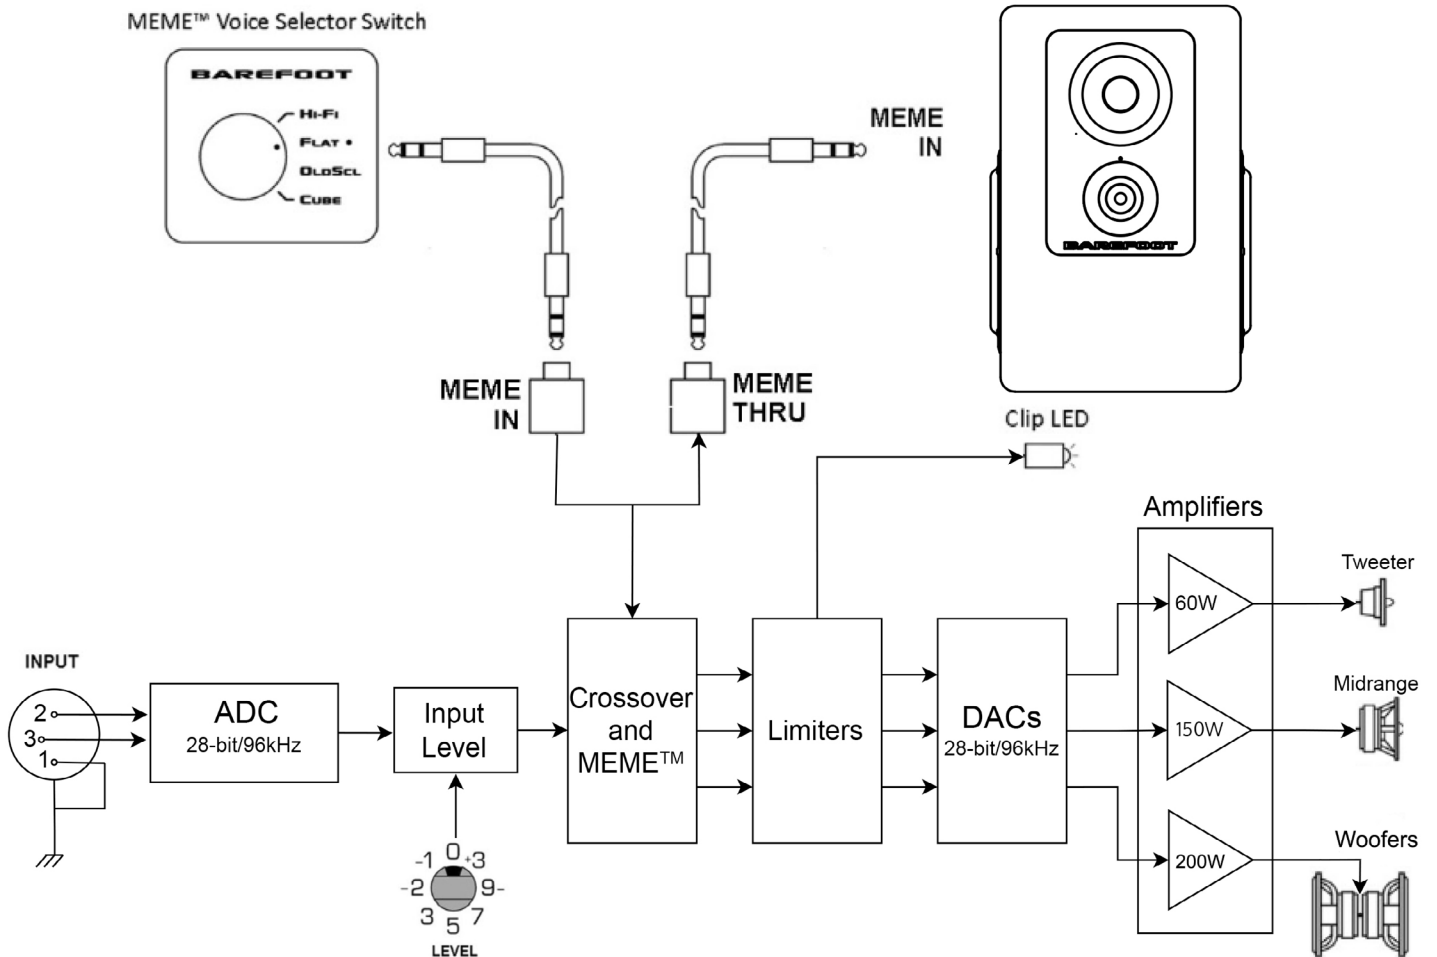 MEME™ Voice Selector Switch
BAREFOOT
HI-FI
FLAT •
OLDSCL
CUBE
MEME
IN
BAREFOOT
MEME
IN
MEME
THRU
Clip LED
Amplifiers
Tweeter
60W
INPUT
2
3
1
ADC
28-bit/96kHz
Input
Level
Crossover
and
MEME™
Limiters
DACs
28-bit/96kHz
Midrange
150W
Woofers
200W
-1 0 +3
-2 9-
3 5 7
LEVEL